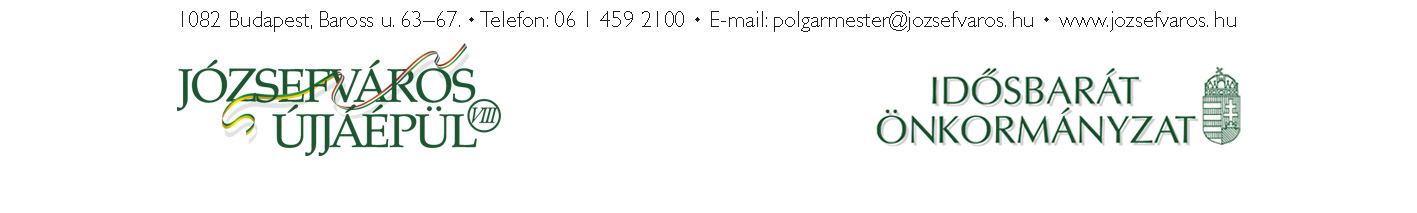 1082 Budapest, Baross u. 63–67. • Telefon: 06 1 459 2100 • E-mail: polgarmester@jozsefvaros.hu • www.jozsefvaros.hu
JÓZSEFVÁROS
ÚJJÁÉPÜL VIII
IDŐSBARÁT
ÖNKORMÁNYZAT